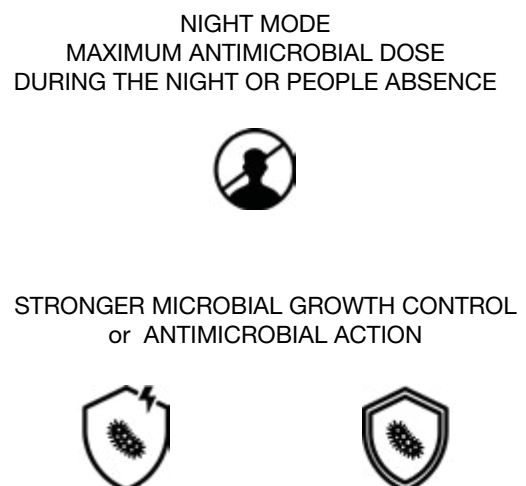 NIGHT MODE
MAXIMUM ANTIMICROBIAL DOSE
DURING THE NIGHT OR PEOPLE ABSENCE
STRONGER MICROBIAL GROWTH CONTROL
or ANTIMICROBIAL ACTION